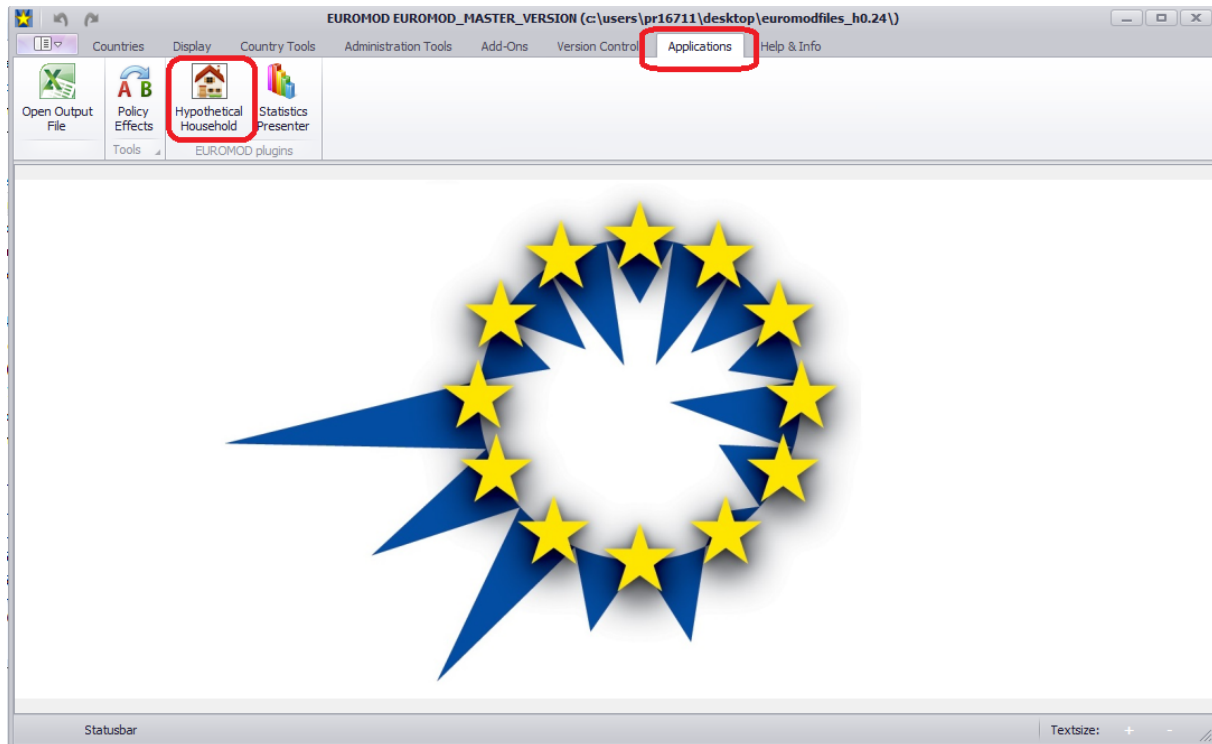 EUROMOD EUROMOD_MASTER_VERSION (c:\users\pr16711\desktop\euromodfiles_h0.24\)
Countries Display Country Tools Administration Tools Add-Ons Version Control Applications Help & Info
Open Output
File
Policy
Effects
Hypothetical
Household
Statistics
Presenter
Tools EUROMOD plugins
Statusbar Textsize: + -